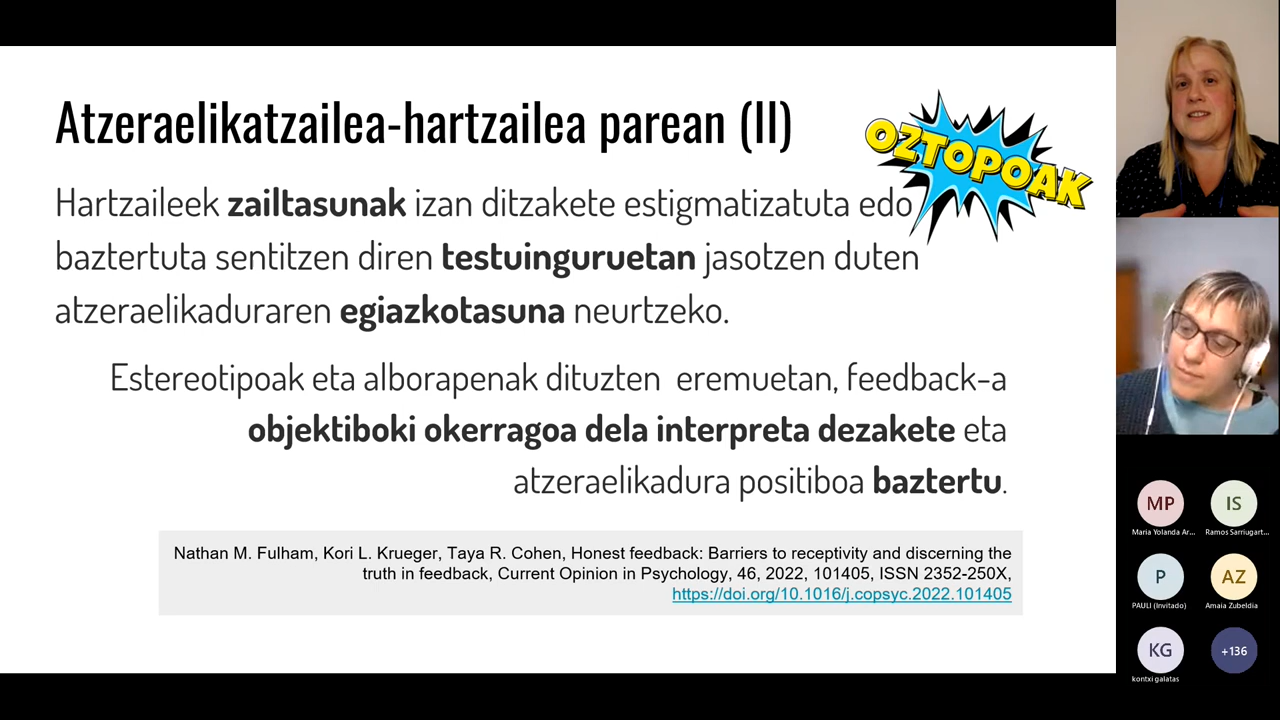 Atzeraelikatzailea-hartzailea parean (II)
OZTOPOAK
Hartzaileek zailtasunak izan ditzakete estigmatizatuta edo
baztertuta sentitzen diren testuinguruetan jasotzen duten
atzeraelikaduraren egiazkotasuna neurtzeko.
Estereotipoak eta alborapenak dituzten eremuetan, feedback-a
objektiboki okerragoa dela interpreta dezakete eta
atzeraelikadura positiboa baztertu.
Nathan M. Fulham, Kori L. Krueger, Taya R. Cohen, Honest feedback: Barriers to receptivity and discerning the
truth in feedback, Current Opinion in Psychology, 46, 2022, 101405, ISSN 2352-250X,
https://doi.org/10.1016/j.copsyc.2022.101405
MP IS
Maria Yolanda Ar... Ramos Sarriugart...
P AZ
PAULI (Invitado) Amaia Zubeldia
KG +136
kontxi galatas